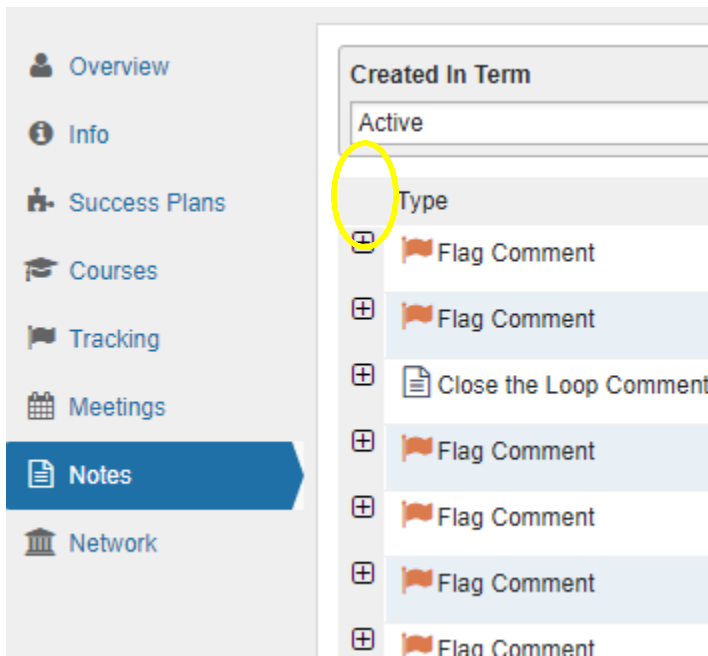 Overview
Info
Success Plans
Courses
Tracking
Meetings
Notes
Network
Created In Term
Active
Type
Flag Comment
Flag Comment
Close the Loop Comment
Flag Comment
Flag Comment
Flag Comment
Flag Comment